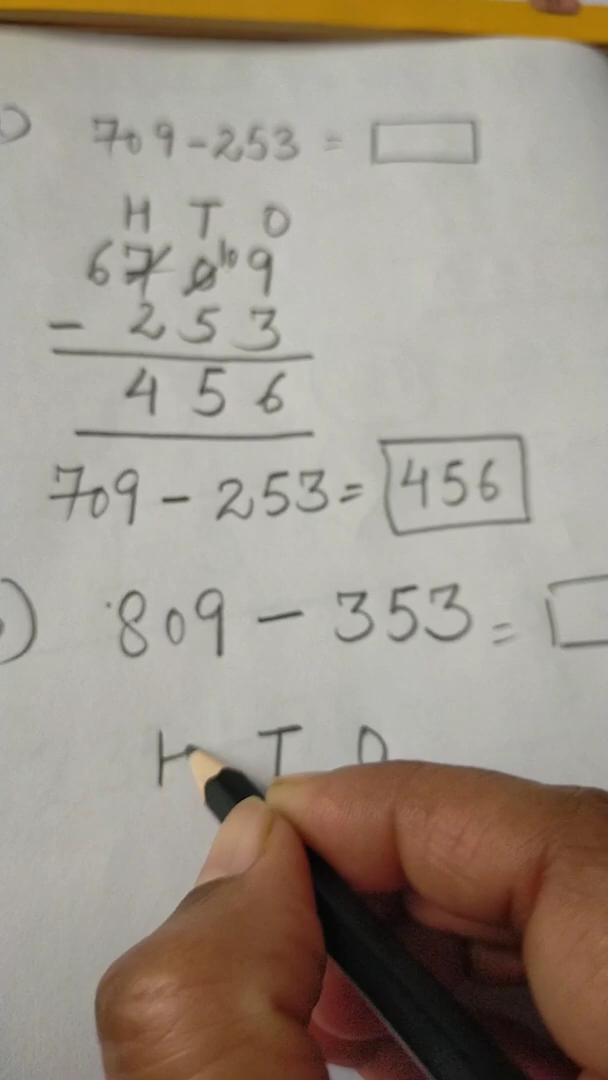 709-253 =
H T O
6 7 0 10 9
- 2 5 3
4 5 6
709 - 253 = 456
) 809 - 353 =
H T O